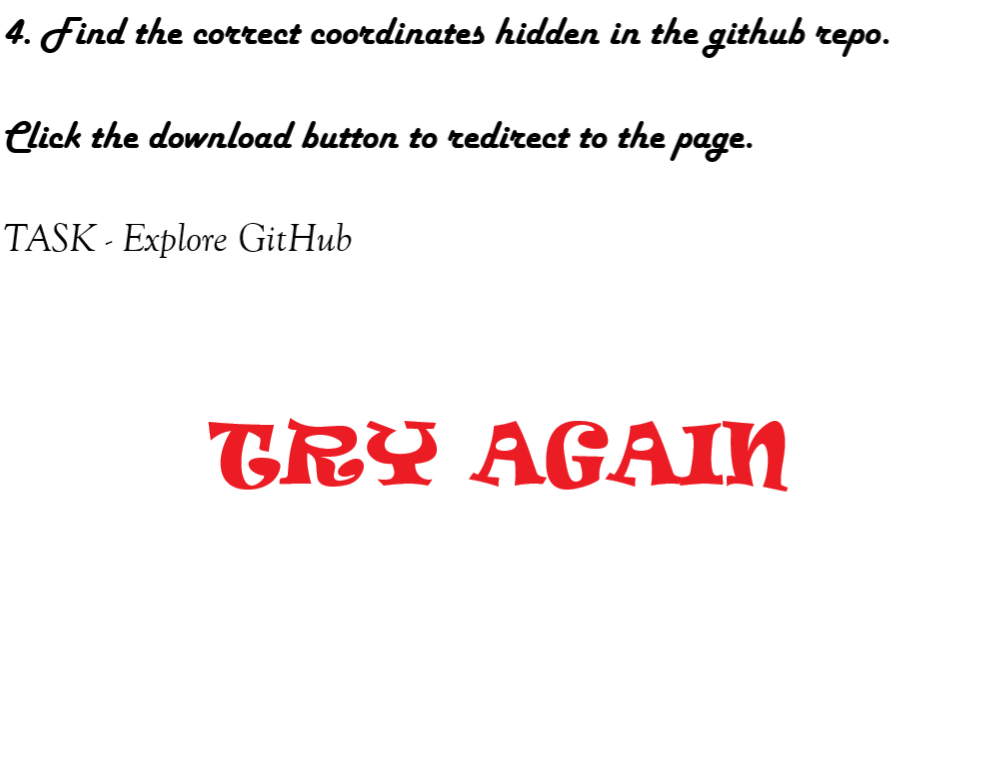 4. Find the correct coordinates hidden in the github repo.
Click the download button to redirect to the page.
TASK - Explore GitHub
TRY AGAIN